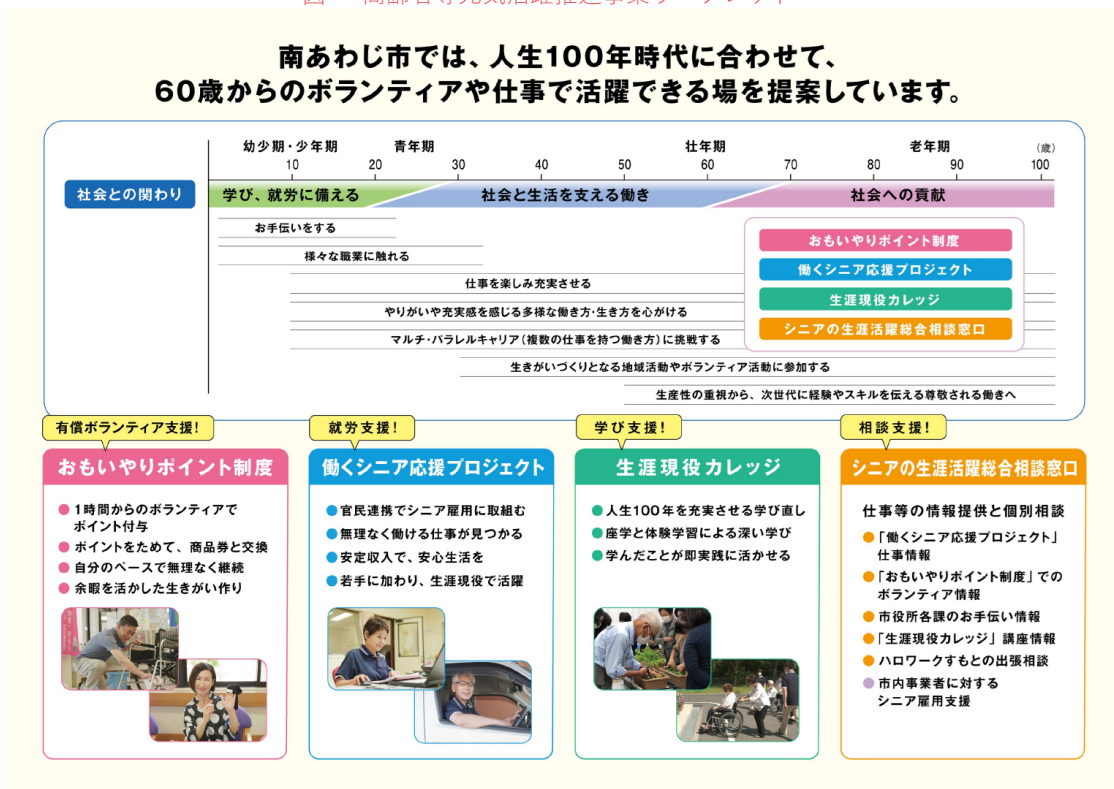 南あわじ市では、人生100年時代に合わせて、
60歳からのボランティアや仕事で活躍できる場を提案しています。
幼少期・少年期 青年期 壮年期 老年期 (歳)
10 20 30 40 50 60 70 80 90 100
社会との関わり 学び、就労に備える 社会と生活を支える働き 社会への貢献
お手伝いをする
様々な職業に触れる
仕事を楽しみ充実させる
やりがいや充実感を感じる多様な働き方・生き方を心がける
マルチ・パラレルキャリア(複数の仕事を持つ働き方)に挑戦する
生きがいづくりとなる地域活動やボランティア活動に参加する
生産性の重視から、次世代に経験やスキルを伝える尊敬される働きへ
おもいやりポイント制度
働くシニア応援プロジェクト
生涯現役カレッジ
シニアの生涯活躍総合相談窓口
有償ボランティア支援!
おもいやりポイント制度
1時間からのボランティアで
ポイント付与
ポイントをためて、商品券と交換
自分のペースで無理なく継続
余暇を活かした生きがい作り
就労支援!
働くシニア応援プロジェクト
官民連携でシニア雇用に取組む
無理なく働ける仕事が見つかる
安定収入で、安心生活を
若手に加わり、生涯現役で活躍
学び支援!
生涯現役カレッジ
人生100年を充実させる学び直し
座学と体験学習による深い学び
学んだことが即実践に活かせる
相談支援!
シニアの生涯活躍総合相談窓口
仕事等の情報提供と個別相談
「働くシニア応援プロジェクト」
仕事情報
「おもいやりポイント制度」での
ボランティア情報
市役所各課のお手伝い情報
「生涯現役カレッジ」講座情報
ハロワークすもとの出張相談
市内事業者に対する
シニア雇用支援